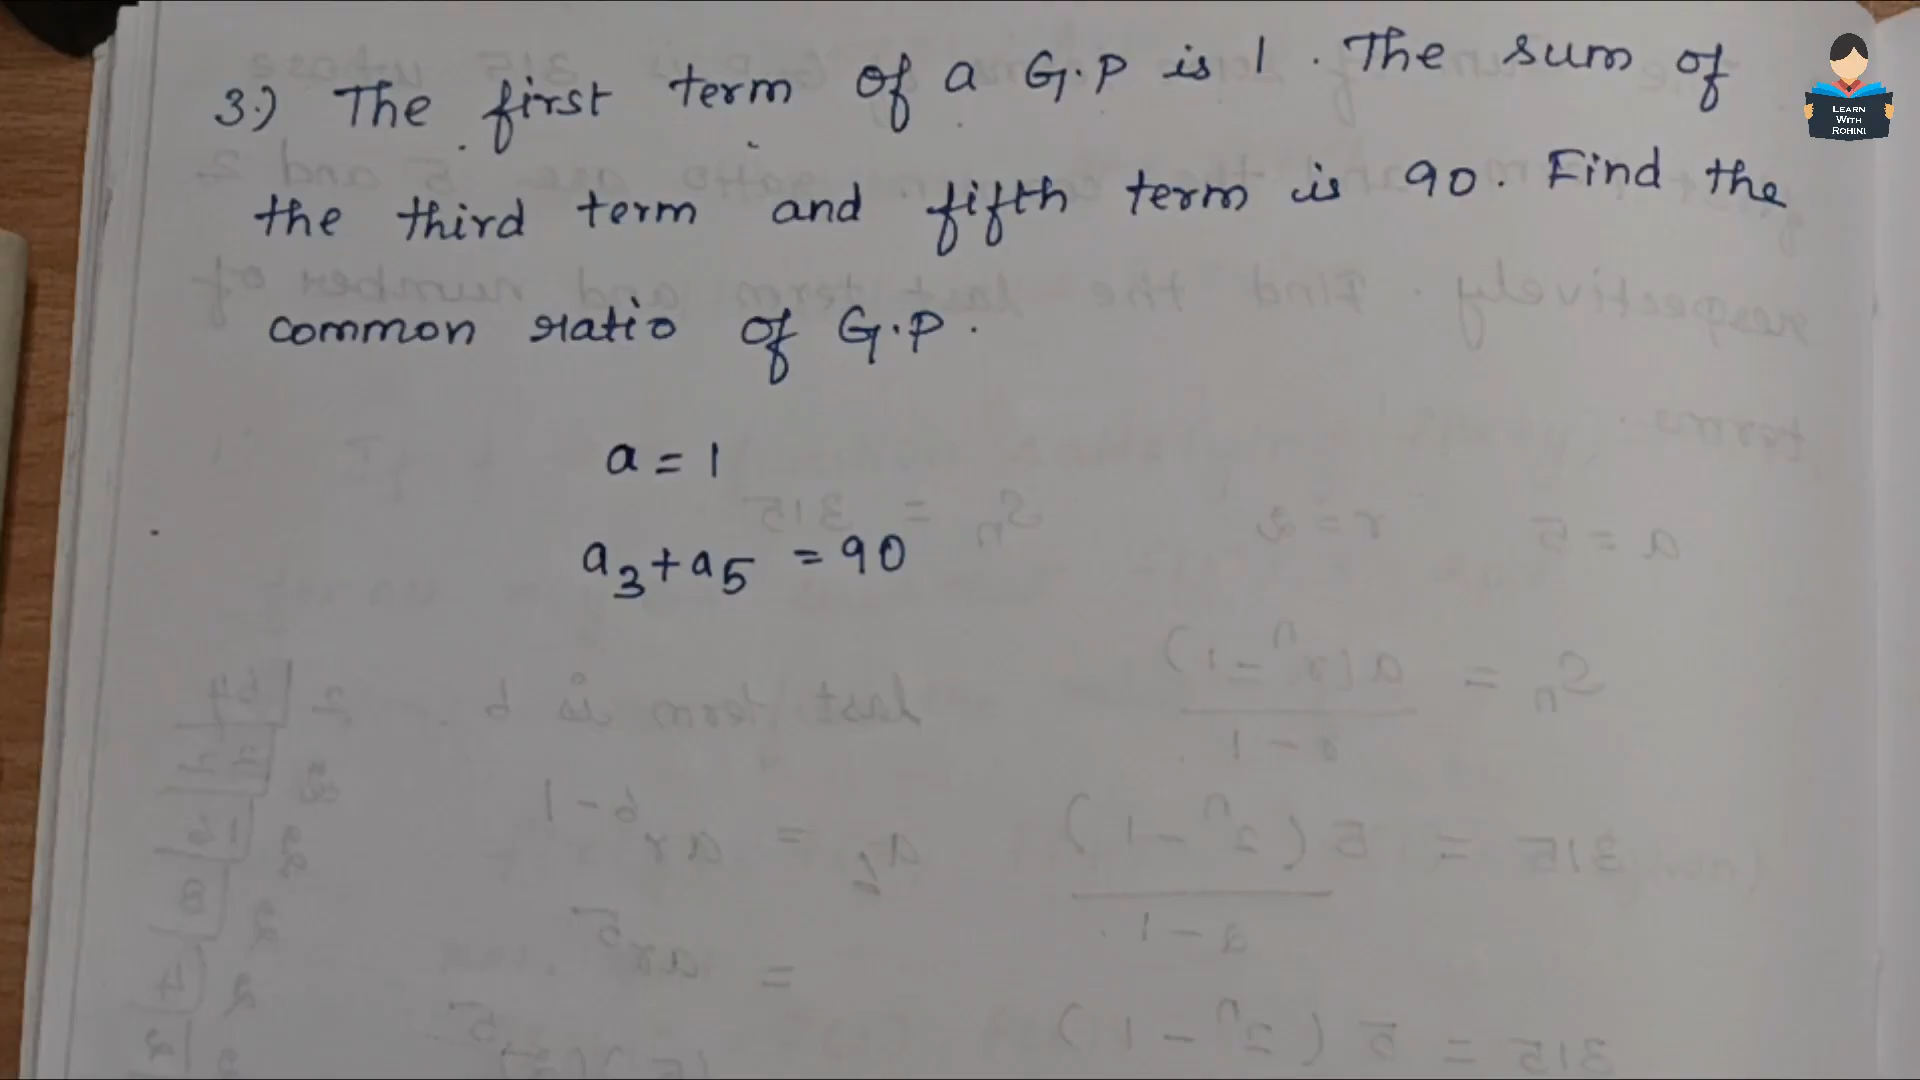 3.) The first term of a G.P is 1. The sum of
the third term and fifth term is 90. Find the
common ratio of G.P.
a = 1
a₃+a₅ = 90
LEARN
WITH
ROHINI